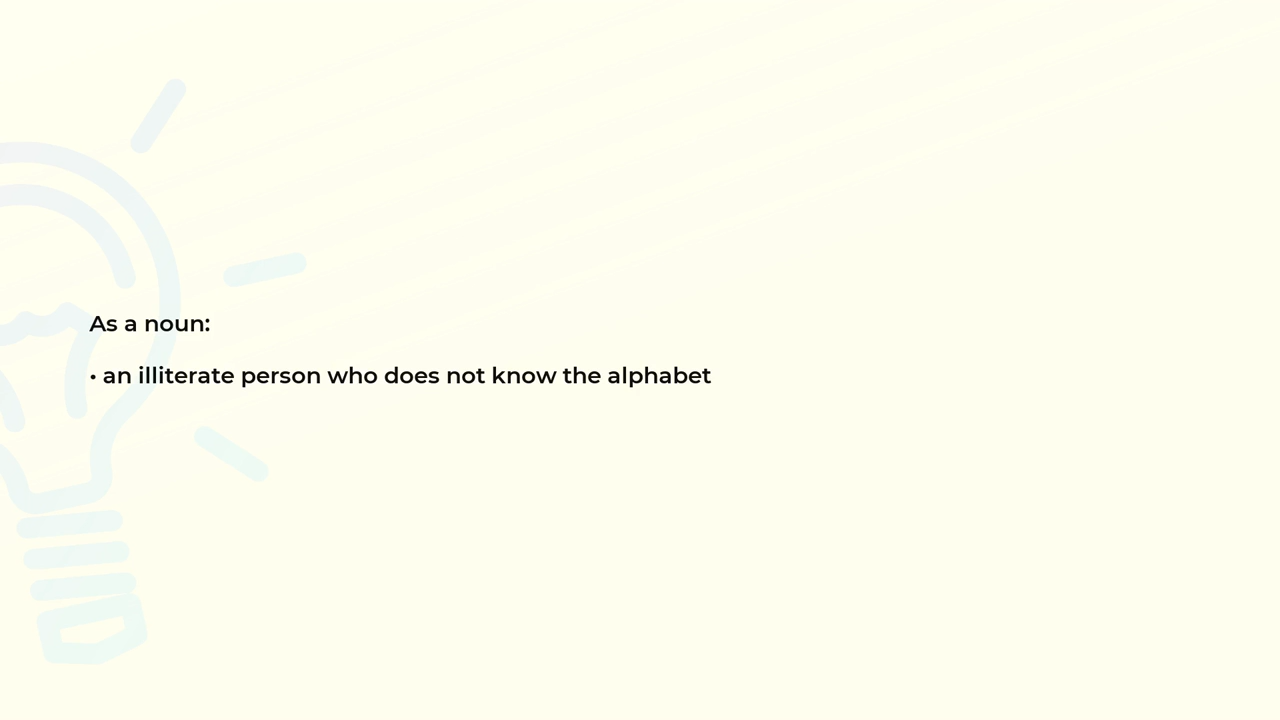 As a noun:
• an illiterate person who does not know the alphabet